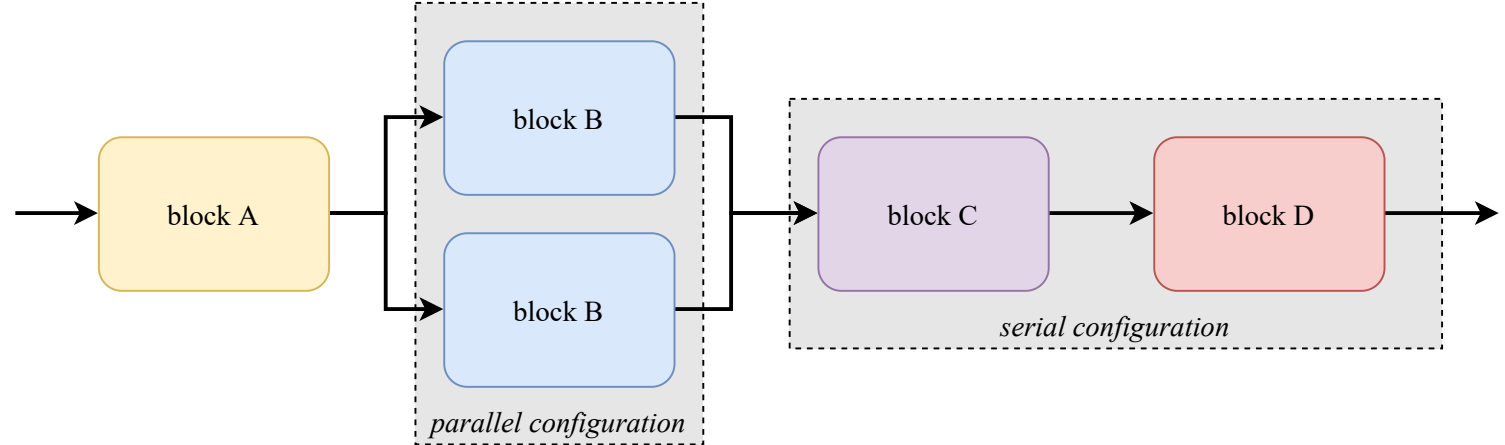 block A
block B
block B
parallel configuration
block C
block D
serial configuration